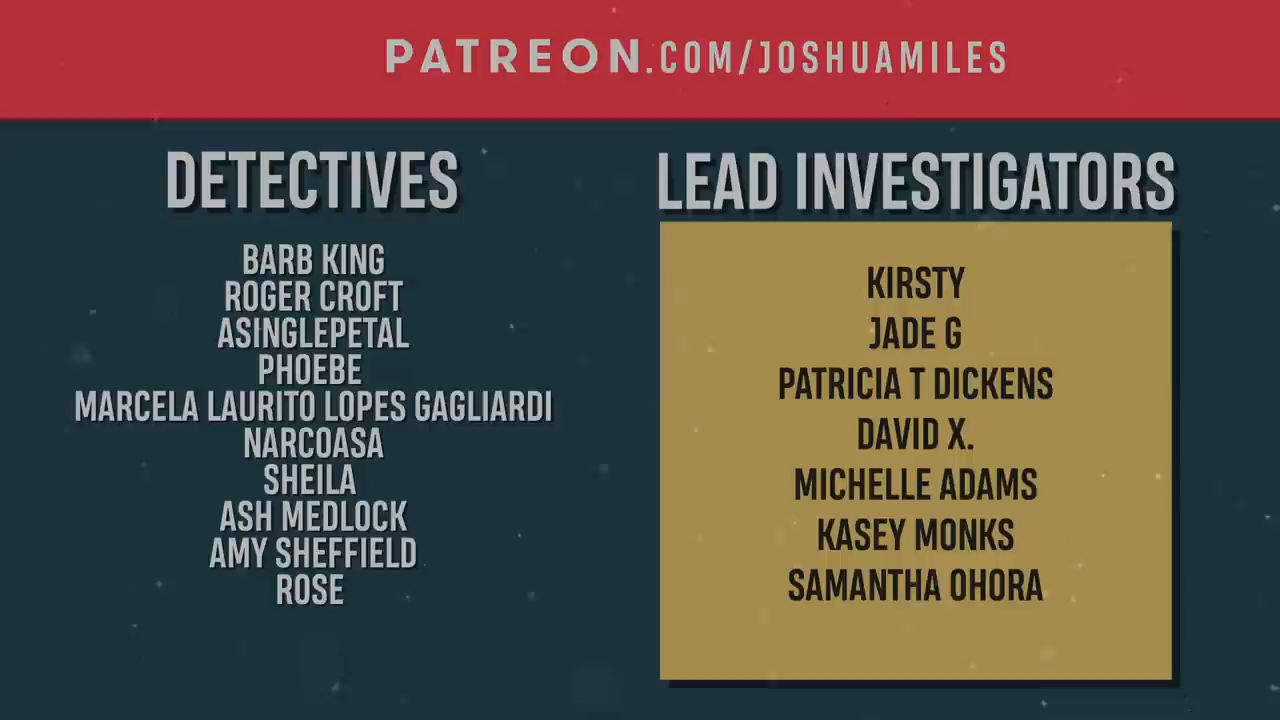 PATREON.COM/JOSHUAMILES
DETECTIVES
BARB KING
ROGER CROFT
ASINGLEPETAL
PHOEBE
MARCELA LAURITO LOPES GAGLIARDI
NARCOASA
SHEILA
ASH MEDLOCK
AMY SHEFFIELD
ROSE
LEAD INVESTIGATORS
KIRSTY
JADE G
PATRICIA T DICKENS
DAVID X.
MICHELLE ADAMS
KASEY MONKS
SAMANTHA OHORA